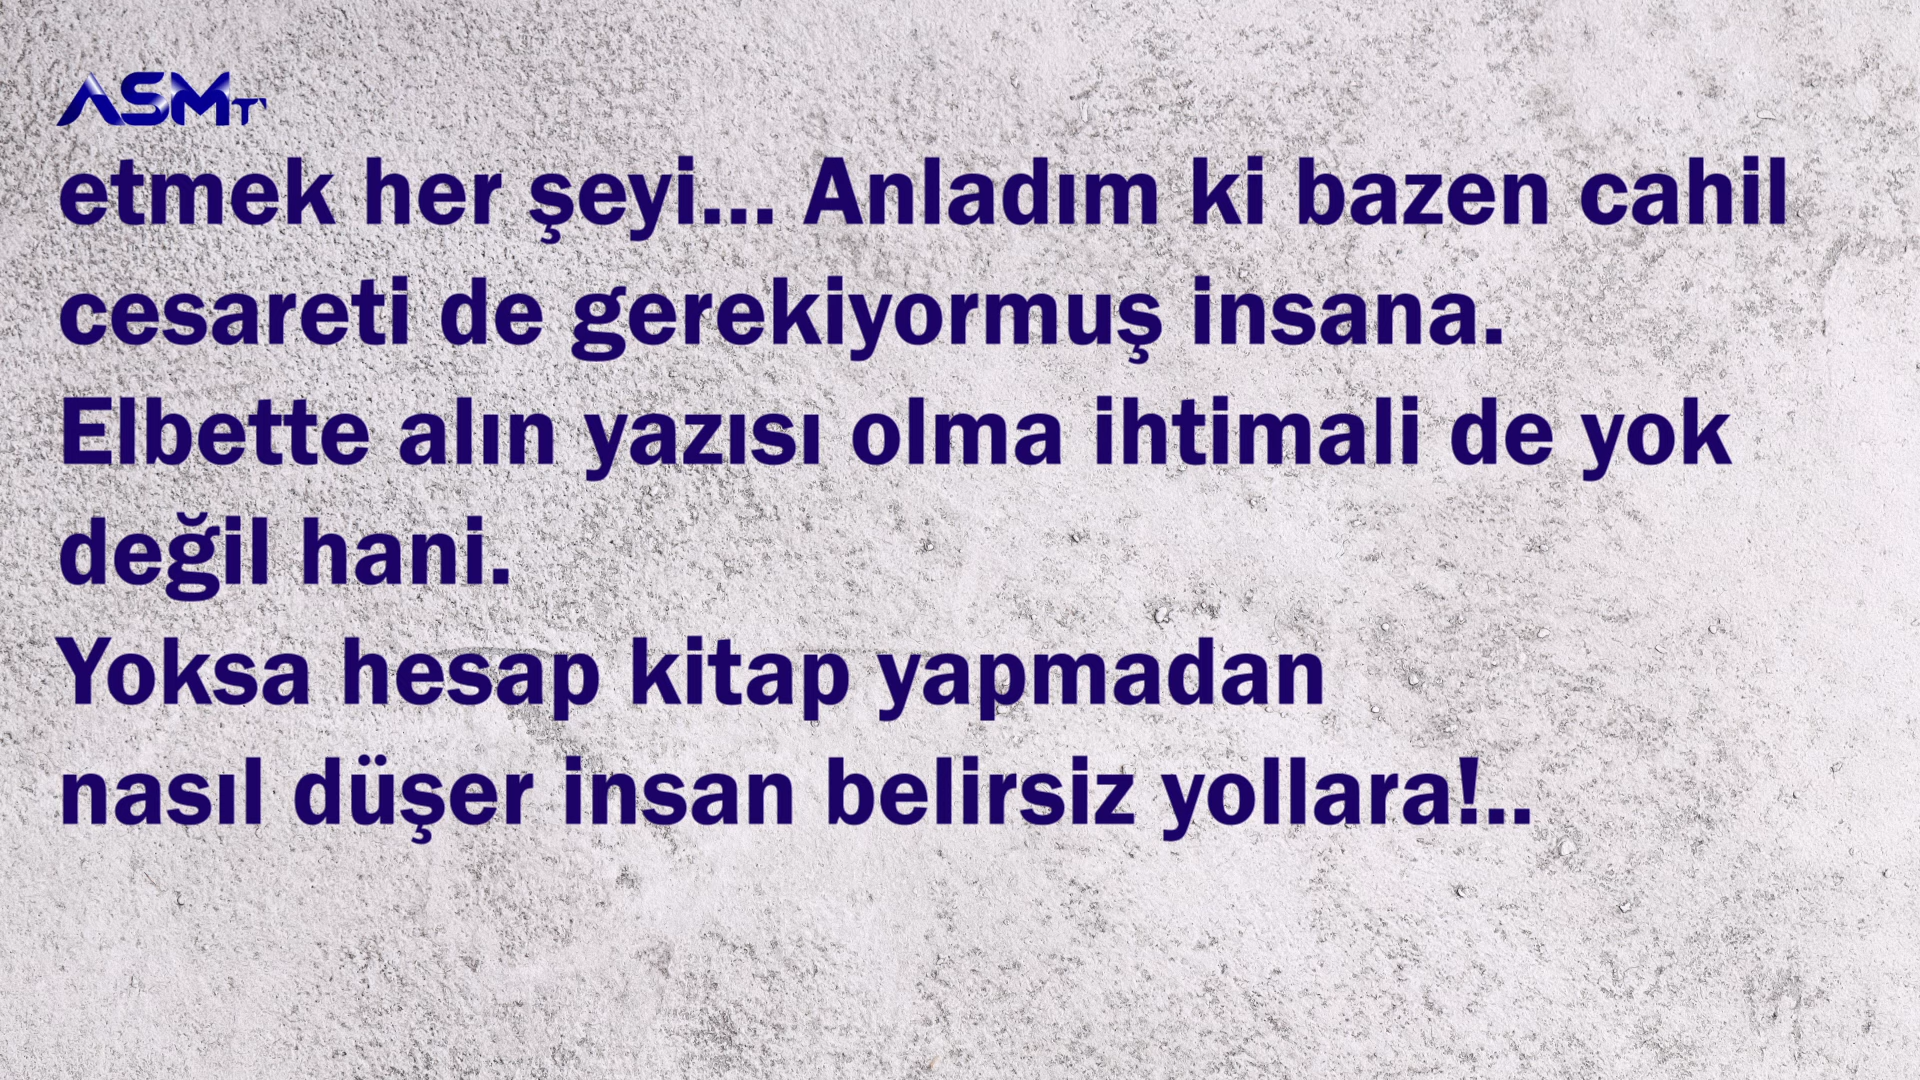 ASMT
etmek her şeyi... Anladım ki bazen cahil
cesareti de gerekiyormuş insana.
Elbette alın yazısı olma ihtimali de yok
değil hani.
Yoksa hesap kitap yapmadan
nasıl düşer insan belirsiz yollara!..